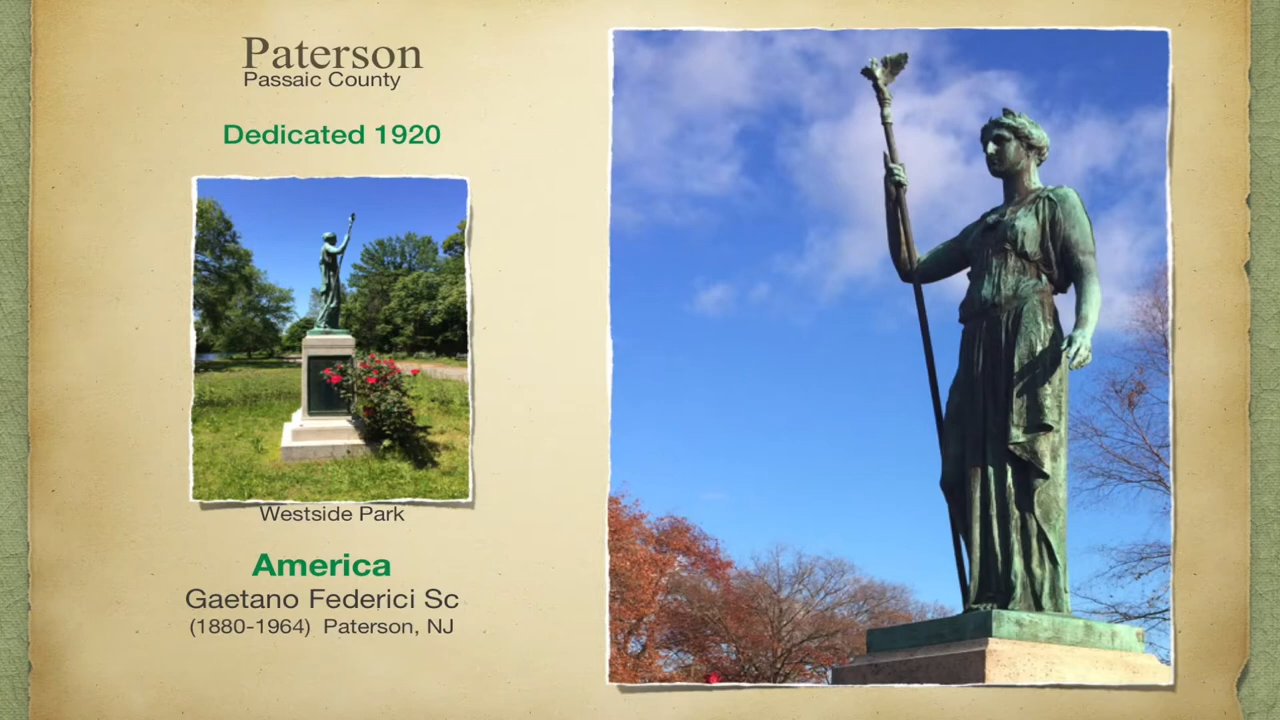 Paterson
Passaic County
Dedicated 1920
Westside Park
America
Gaetano Federici Sc
(1880-1964) Paterson, NJ